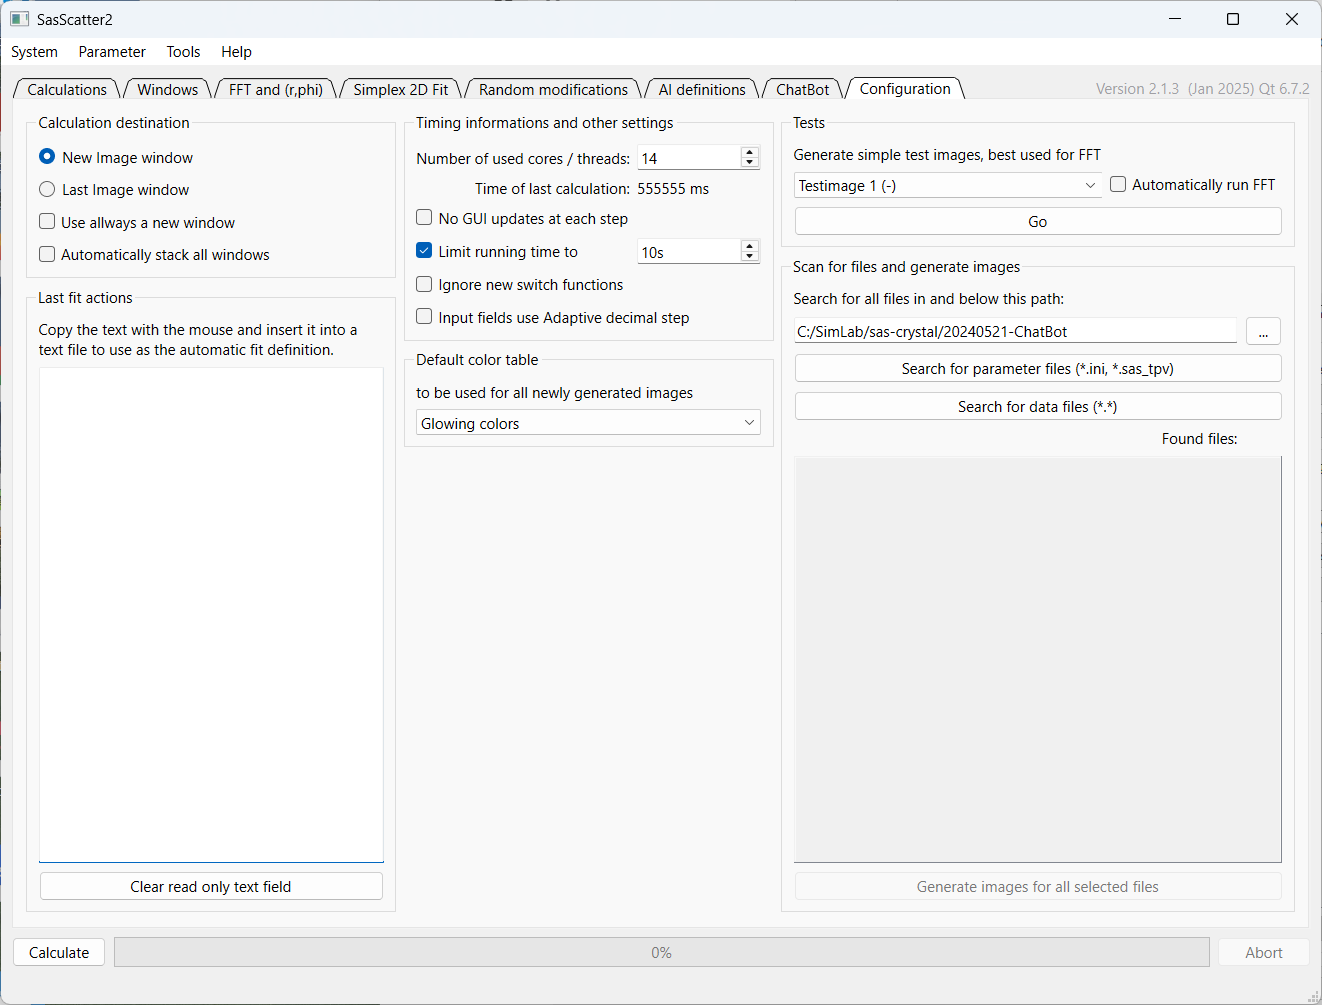 SasScatter2
System Parameter Tools Help
Calculations Windows FFT and (r,phi) Simplex 2D Fit Random modifications AI definitions ChatBot Configuration Version 2.1.3 (Jan 2025) Qt 6.7.2
Calculation destination
New Image window
Last Image window
Use allways a new window
Automatically stack all windows
Last fit actions
Copy the text with the mouse and insert it into a
text file to use as the automatic fit definition.
Clear read only text field
Timing informations and other settings
Number of used cores / threads: 14
Time of last calculation: 555555 ms
No GUI updates at each step
Limit running time to 10s
Ignore new switch functions
Input fields use Adaptive decimal step
Default color table
to be used for all newly generated images
Glowing colors
Tests
Generate simple test images, best used for FFT
Testimage 1 (-) Automatically run FFT
Go
Scan for files and generate images
Search for all files in and below this path:
C:/SimLab/sas-crystal/20240521-ChatBot ...
Search for parameter files (*.ini, *.sas_tpv)
Search for data files (*.*)
Found files:
Generate images for all selected files
Calculate 0% Abort